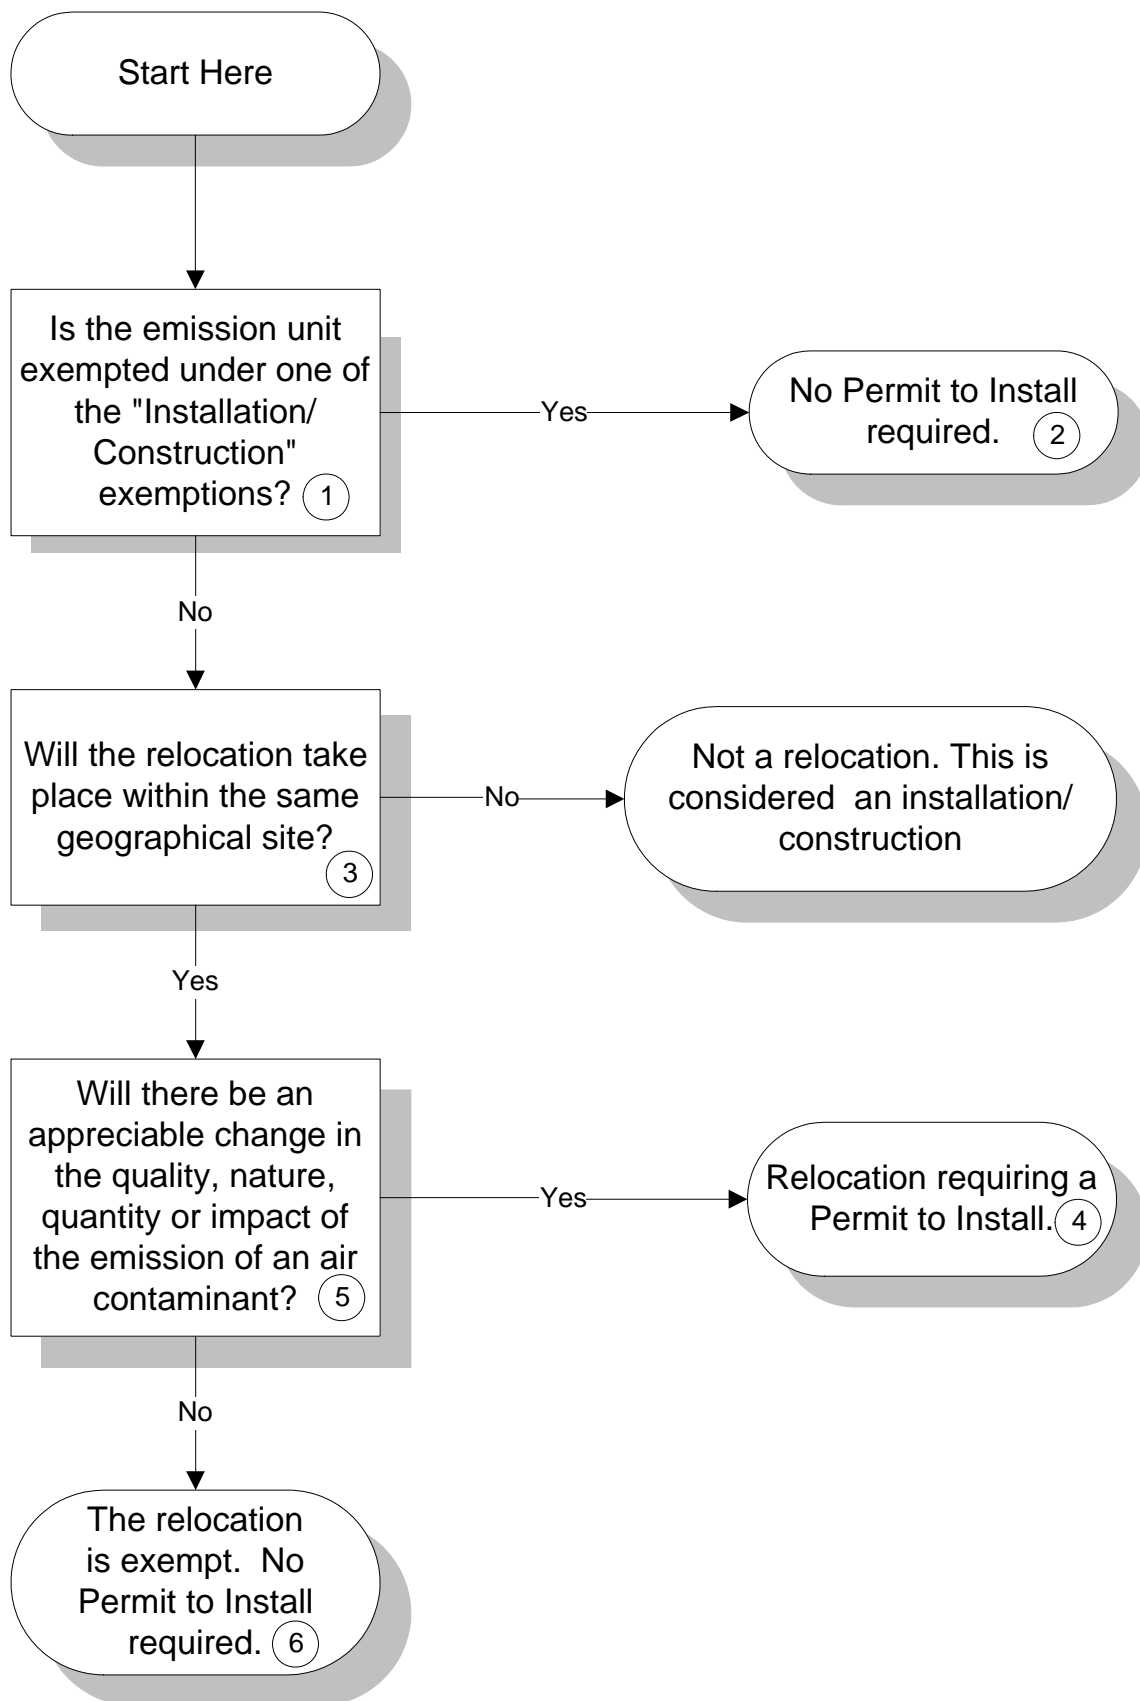 Start Here
Is the emission unit
exempted under one of
the "Installation/
Construction"
exemptions? 1
Yes
No Permit to Install
required. 2
No
Will the relocation take
place within the same
geographical site?
3
No
Not a relocation. This is
considered an installation/
construction
Yes
Will there be an
appreciable change in
the quality, nature,
quantity or impact of
the emission of an air
contaminant? 5
Yes
Relocation requiring a
Permit to Install. 4
No
The relocation
is exempt. No
Permit to Install
required. 6